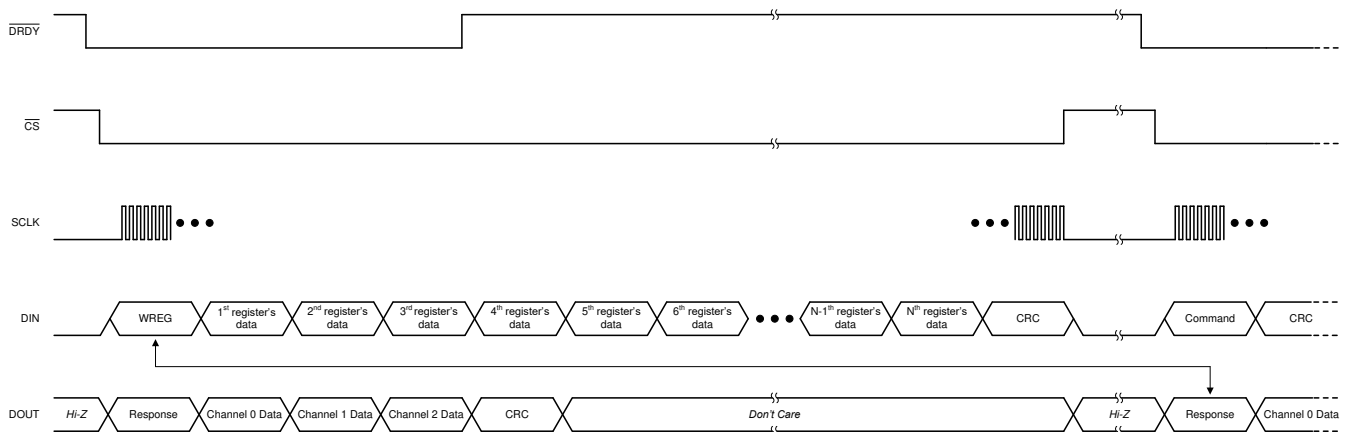 DRDY
CS
SCLK
DIN
WREG
1st register's
data
2nd register's
data
3rd register's
data
4th register's
data
5th register's
data
6th register's
data
N-1th register's
data
Nth register's
data
CRC
Command
CRC
DOUT
Hi-Z
Response
Channel 0 Data
Channel 1 Data
Channel 2 Data
CRC
Don't Care
Hi-Z
Response
Channel 0 Data